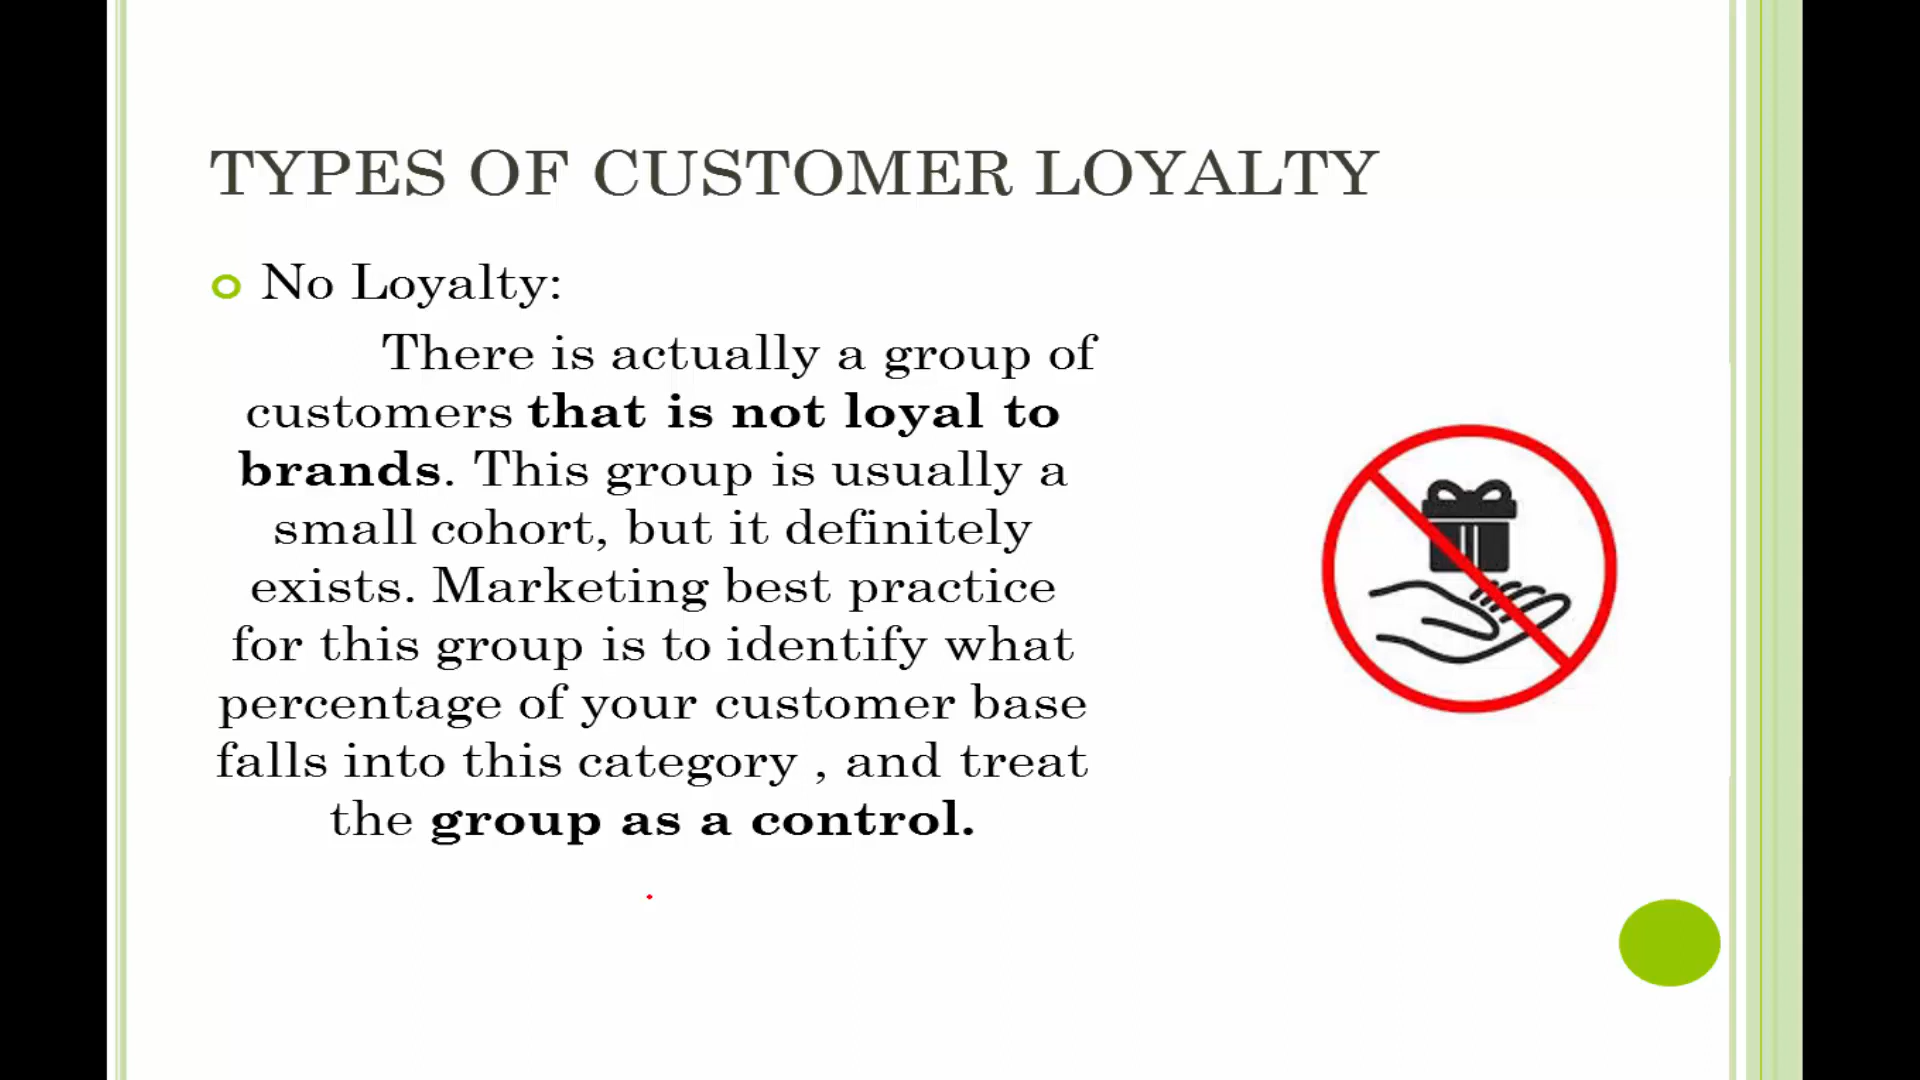 TYPES OF CUSTOMER LOYALTY
No Loyalty:
There is actually a group of
customers that is not loyal to
brands. This group is usually a
small cohort, but it definitely
exists. Marketing best practice
for this group is to identify what
percentage of your customer base
falls into this category , and treat
the group as a control.